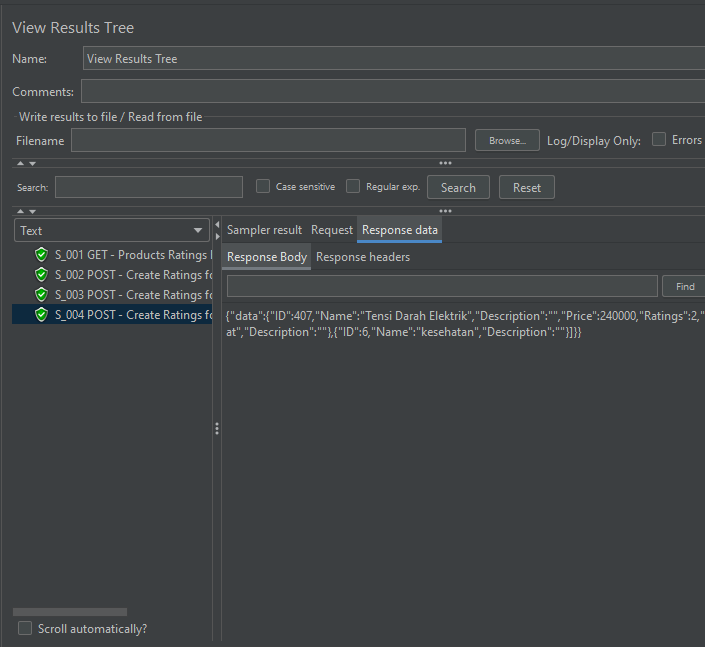 View Results Tree
Name: View Results Tree
Comments:
Write results to file / Read from file
Filename Browse... Log/Display Only: Errors
Search: Case sensitive Regular exp. Search Reset
Text
S_001 GET - Products Ratings
S_002 POST - Create Ratings fo
S_003 POST - Create Ratings fo
S_004 POST - Create Ratings fo
Sampler result Request Response data
Response Body Response headers
Find
{"data":{"ID":407,"Name":"Tensi Darah Elektrik","Description":"","Price":240000,"Ratings":2,"
at","Description":""},{"ID":6,"Name":"kesehatan","Description":""}]}}
Scroll automatically?